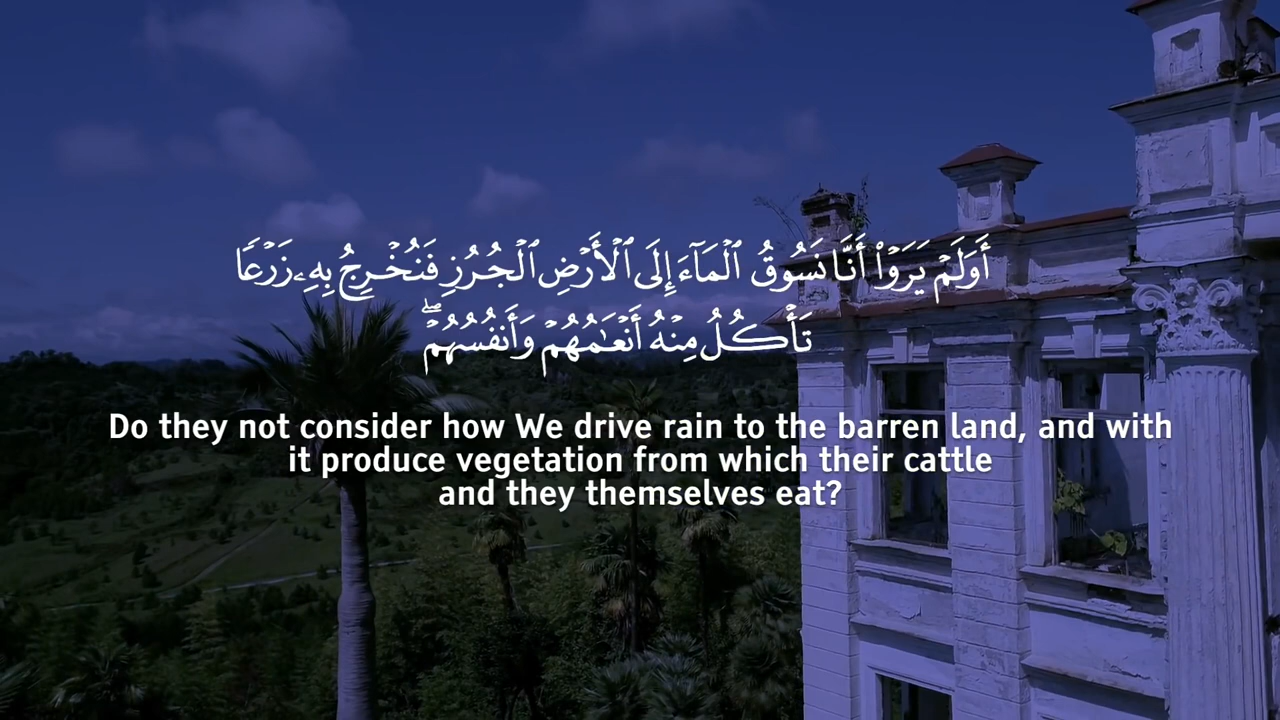 أَوَلَمۡ يَرَوۡاْ أَنَّا نَسُوقُ ٱلۡمَآءَ إِلَى ٱلۡأَرۡضِ ٱلۡجُرُزِ فَنُخۡرِجُ بِهِۦ زَرۡعٗا
تَأۡكُلُ مِنۡهُ أَنۡعَٰمُهُمۡ وَأَنفُسُهُمۡۚ
Do they not consider how We drive rain to the barren land, and with
it produce vegetation from which their cattle
and they themselves eat?